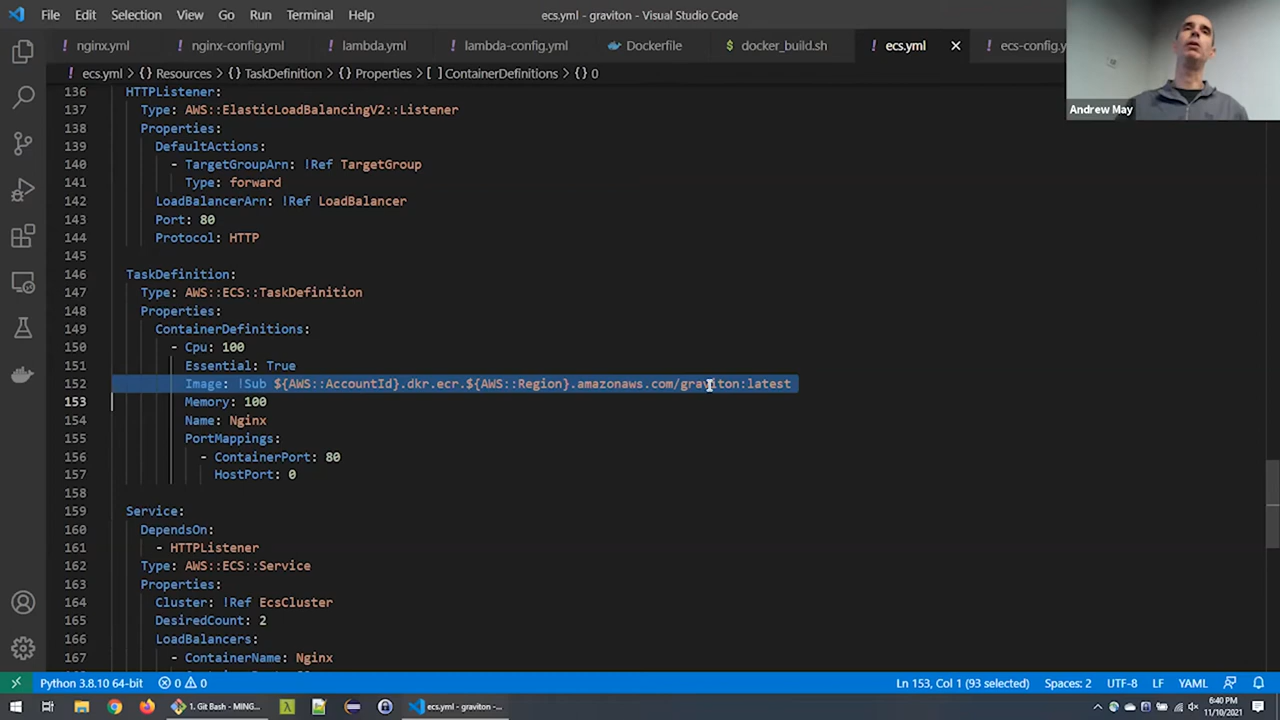 File Edit Selection View Go Run Terminal Help ecs.yml - graviton - Visual Studio Code
nginx.yml nginx-config.yml lambda.yml lambda-config.yml Dockerfile docker_build.sh ecs.yml ecs-config.y
ecs.yml > {} Resources > {} TaskDefinition > {} Properties > [ ] ContainerDefinitions > {} 0
Andrew May
136 HTTPListener:
137 Type: AWS::ElasticLoadBalancingV2::Listener
138 Properties:
139 DefaultActions:
140 - TargetGroupArn: !Ref TargetGroup
141 Type: forward
142 LoadBalancerArn: !Ref LoadBalancer
143 Port: 80
144 Protocol: HTTP
145
146 TaskDefinition:
147 Type: AWS::ECS::TaskDefinition
148 Properties:
149 ContainerDefinitions:
150 - Cpu: 100
151 Essential: True
152 Image: !Sub ${AWS::AccountId}.dkr.ecr.${AWS::Region}.amazonaws.com/graviton:latest
153 Memory: 100
154 Name: Nginx
155 PortMappings:
156 - ContainerPort: 80
157 HostPort: 0
158
159 Service:
160 DependsOn:
161 - HTTPListener
162 Type: AWS::ECS::Service
163 Properties:
164 Cluster: !Ref EcsCluster
165 DesiredCount: 2
166 LoadBalancers:
167 - ContainerName: Nginx
Python 3.8.10 64-bit 0 0 Ln 153, Col 1 (93 selected) Spaces: 2 UTF-8 LF YAML
1. Git Bash - MING... ecs.yml - graviton -... 6:40 PM
11/10/2021